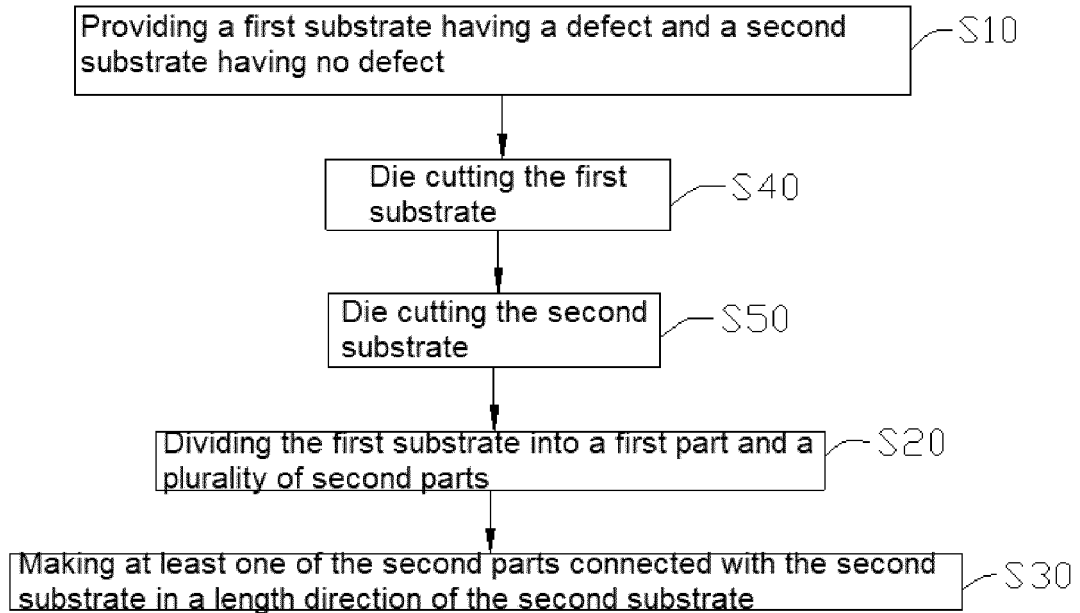 Providing a first substrate having a defect and a second
substrate having no defect
S10
Die cutting the first
substrate
S40
Die cutting the second
substrate
S50
Dividing the first substrate into a first part and a
plurality of second parts
S20
Making at least one of the second parts connected with the second
substrate in a length direction of the second substrate
S30